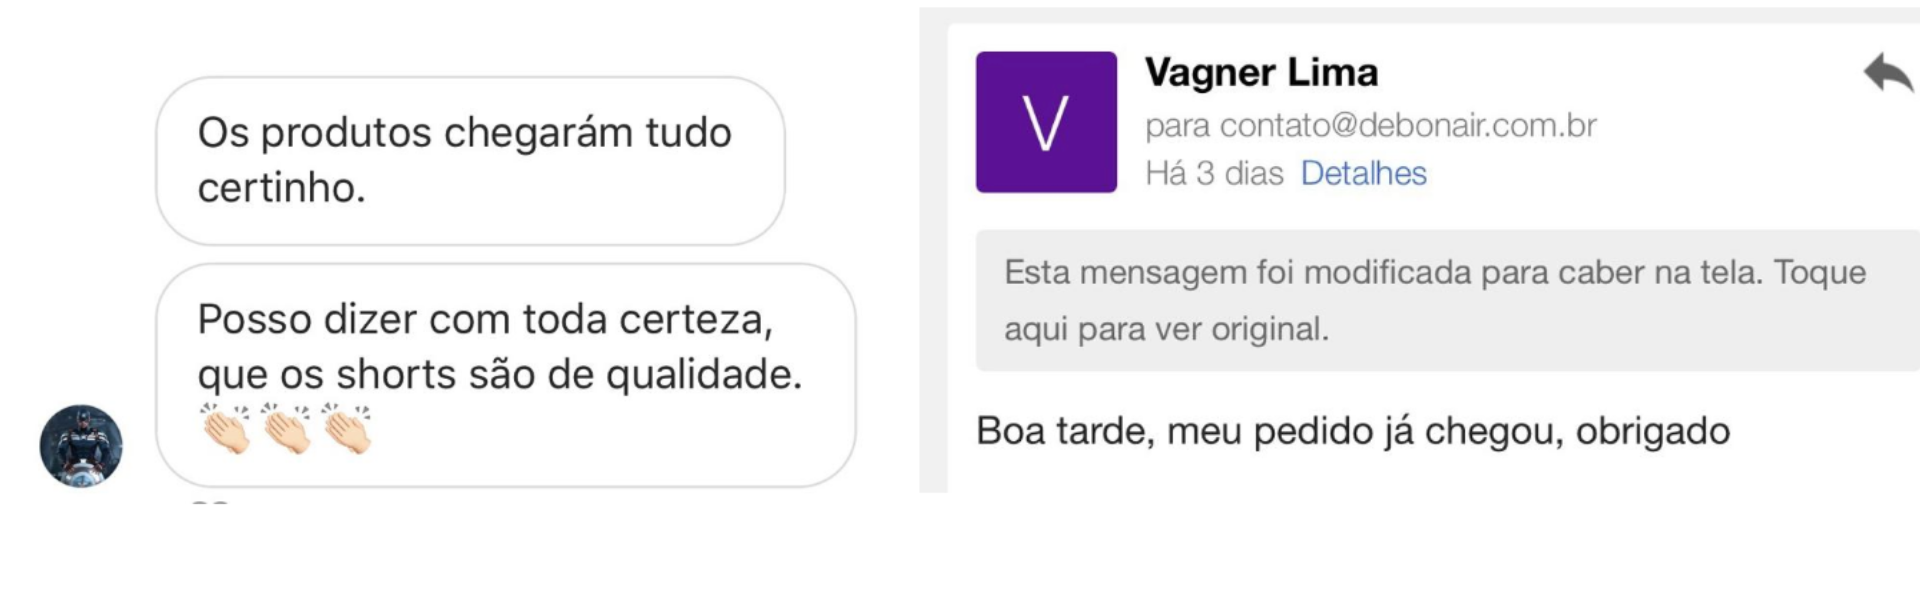 Os produtos chegarám tudo
certinho.
Posso dizer com toda certeza,
que os shorts são de qualidade.
👏🏻👏🏻👏🏻
V
Vagner Lima
para contato@debonair.com.br
Há 3 dias Detalhes
Esta mensagem foi modificada para caber na tela. Toque
aqui para ver original.
Boa tarde, meu pedido já chegou, obrigado